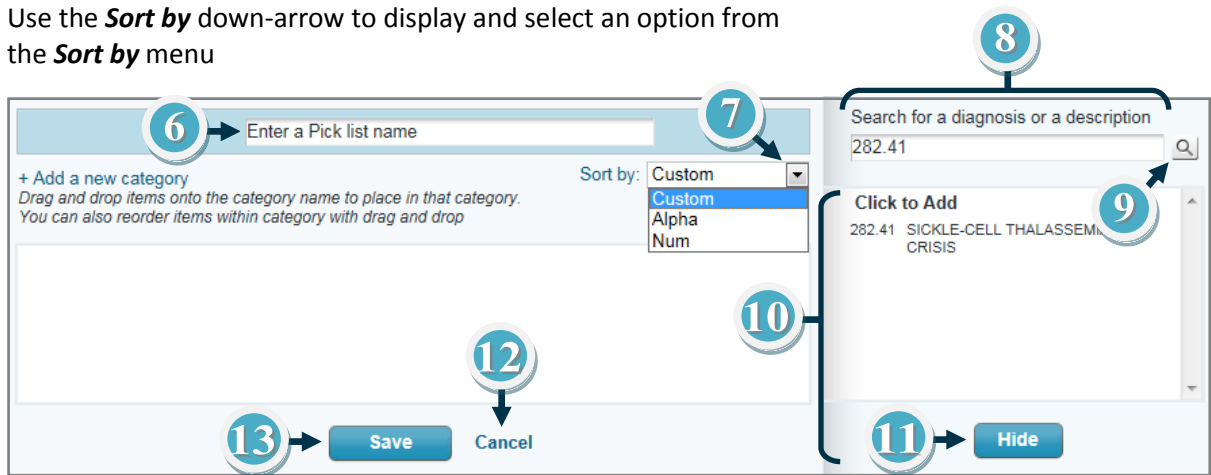 Use the Sort by down-arrow to display and select an option from
the Sort by menu
8
6
Enter a Pick list name
7
Search for a diagnosis or a description
282.41
+ Add a new category
Sort by: Custom
Drag and drop items onto the category name to place in that category.
You can also reorder items within category with drag and drop
Custom
Alpha
Num
9
Click to Add
282.41 SICKLE-CELL
CRISIS
10
12
13
Save
Cancel
11
Hide